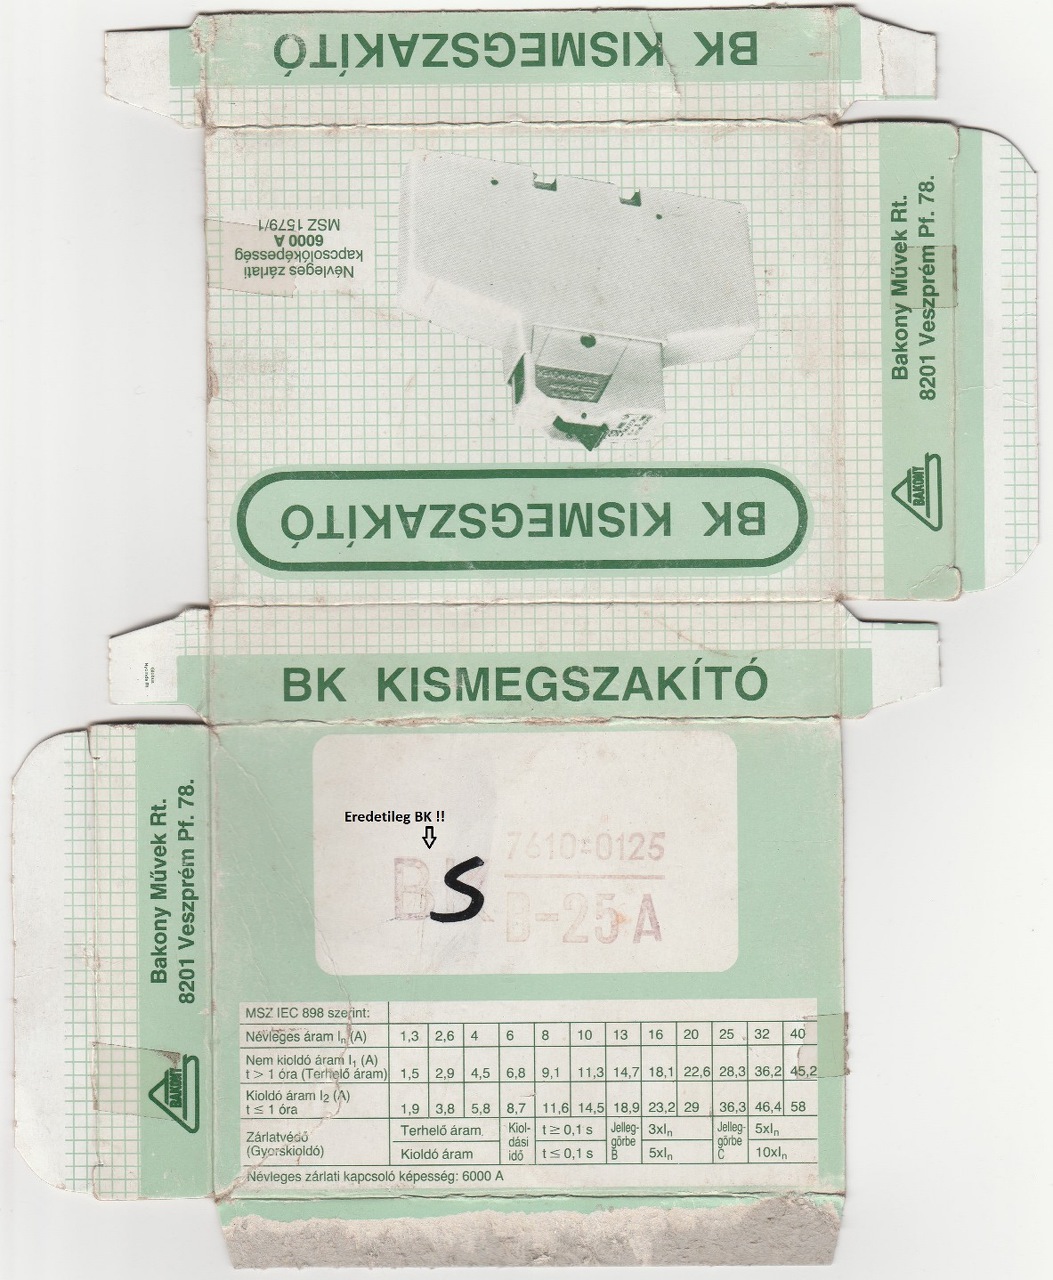 BK KISMEGSZAKÍTÓ
Névleges zárlati
kapcsolóképesség
6000 A
MSZ 1579/1
BK KISMEGSZAKÍTÓ
Bakony Művek Rt.
8201 Veszprém Pf. 78.
BAKONY
BK KISMEGSZAKÍTÓ
Bakony Művek Rt.
8201 Veszprém Pf. 78.
BAKONY
Eredetileg BK !!
BK S
7610-0125
B-25 A
MSZ IEC 898 szerint:
Névleges áram In (A) 1,3 2,6 4 6 8 10 13 16 20 25 32 40
Nem kioldó áram I1 (A)
t > 1 óra (Terhelő áram) 1,5 2,9 4,5 6,8 9,1 11,3 14,7 18,1 22,6 28,3 36,2 45,2
Kioldó áram I2 (A)
t ≤ 1 óra 1,9 3,8 5,8 8,7 11,6 14,5 18,9 23,2 29 36,3 46,4 58
Zárlatvédő
(Gyorskioldó)
Terhelő áram
Kioldó áram
Kiol-
dási
idő
t ≥ 0,1 s
t ≤ 0,1 s
Jelleg-
görbe
B
3xIn
5xIn
Jelleg-
görbe
C
5xIn
10xIn
Névleges zárlati kapcsoló képesség: 6000 A